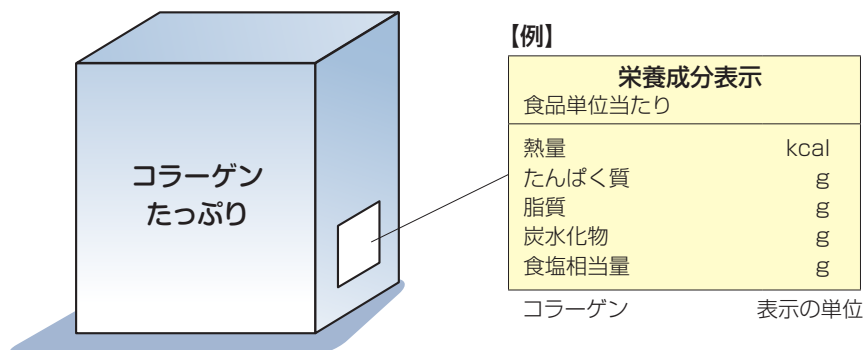 コラーゲン
たっぷり
【例】
栄養成分表示
食品単位当たり
熱量 kcal
たんぱく質 g
脂質 g
炭水化物 g
食塩相当量 g
コラーゲン 表示の単位